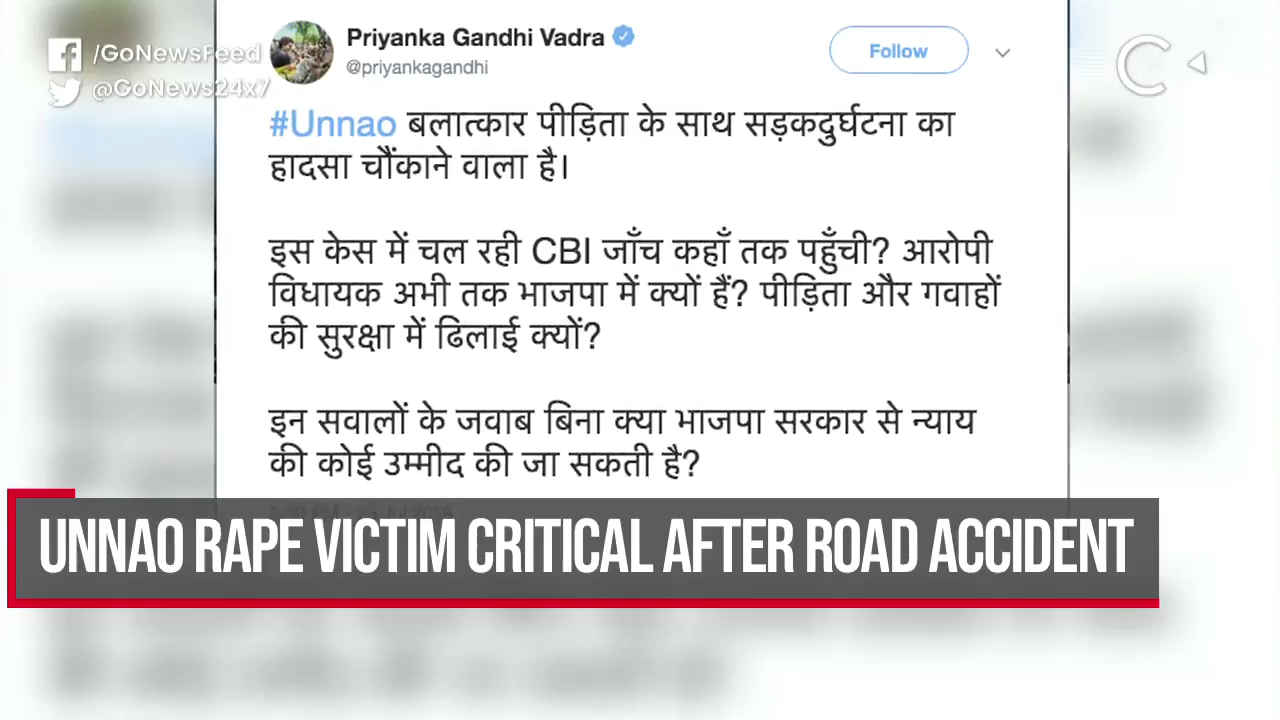 /GoNewsFeed
@GoNews24x7
Priyanka Gandhi Vadra
@priyankagandhi
Follow
#Unnao बलात्कार पीड़िता के साथ सड़कदुर्घटना का
हादसा चौंकाने वाला है।
इस केस में चल रही CBI जाँच कहाँ तक पहुँची? आरोपी
विधायक अभी तक भाजपा में क्यों हैं? पीड़िता और गवाहों
की सुरक्षा में ढिलाई क्यों?
इन सवालों के जवाब बिना क्या भाजपा सरकार से न्याय
की कोई उम्मीद की जा सकती है?
UNNAO RAPE VICTIM CRITICAL AFTER ROAD ACCIDENT